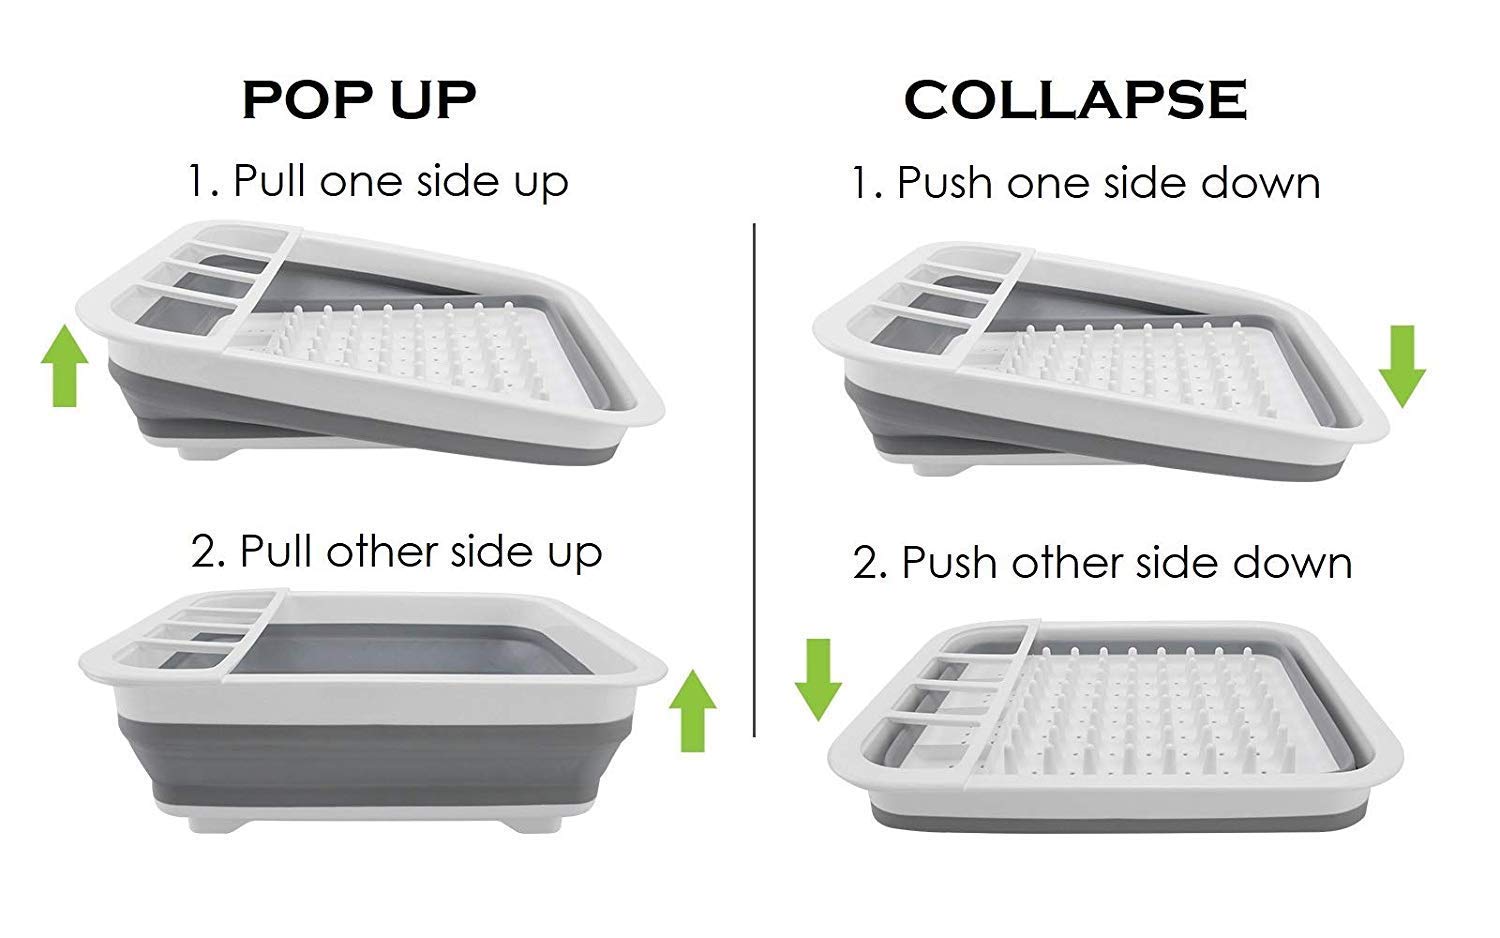 POP UP
1. Pull one side up
2. Pull other side up
COLLAPSE
1. Push one side down
2. Push other side down